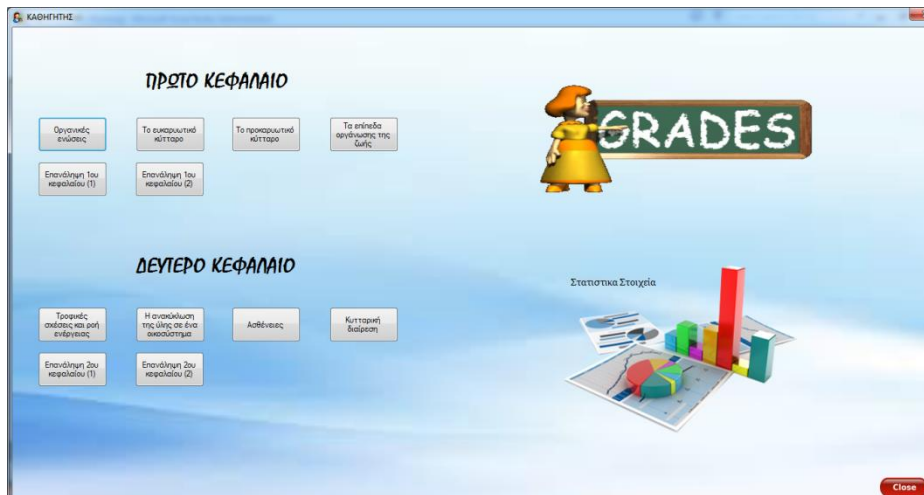 ΚΑΘΗΓΗΤΗΣ
ΠΡΩΤΟ ΚΕΦΑΛΑΙΟ
Οργανικές
ενώσεις
Το ευκαρυωτικό
κύτταρο
Το προκαρυωτικό
κύτταρο
Τα επίπεδα
οργάνωσης της
ζωής
Επανάληψη 1ου
κεφαλαίου (1)
Επανάληψη 1ου
κεφαλαίου (2)
GRADES
ΔΕΥΤΕΡΟ ΚΕΦΑΛΑΙΟ
Τροφικές
σχέσεις και ροή
ενέργειας
Η ανακύκλωση
της ύλης σε ένα
οικοσύστημα
Ασθένειες
Κυτταρική
διαίρεση
Επανάληψη 2ου
κεφαλαίου (1)
Επανάληψη 2ου
κεφαλαίου (2)
Στατιστικα Στοιχεία
Close